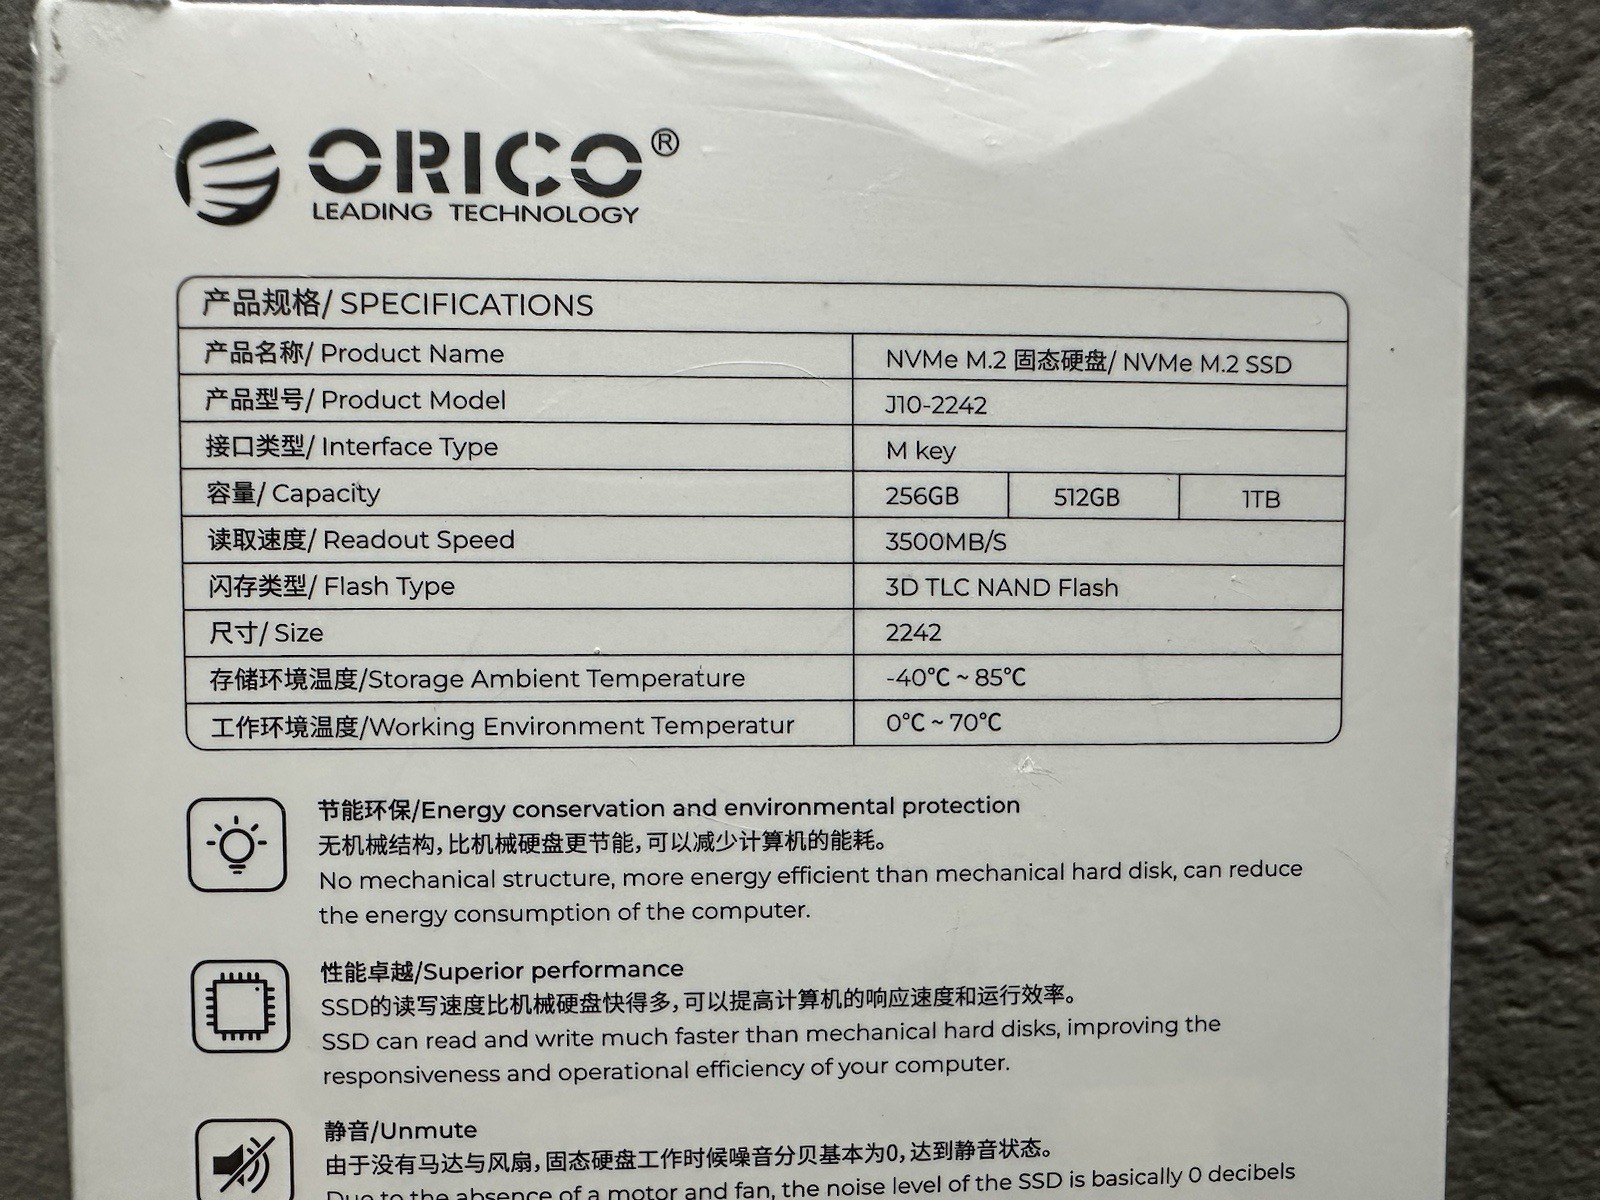 ORICO®
LEADING TECHNOLOGY
产品规格/ SPECIFICATIONS
产品名称/ Product Name NVMe M.2 固态硬盘/ NVMe M.2 SSD
产品型号/ Product Model J10-2242
接口类型/ Interface Type M key
容量/ Capacity 256GB 512GB 1TB
读取速度/ Readout Speed 3500MB/S
闪存类型/ Flash Type 3D TLC NAND Flash
尺寸/ Size 2242
存储环境温度/Storage Ambient Temperature -40℃ ~ 85℃
工作环境温度/Working Environment Temperatur 0℃ ~ 70℃
节能环保/Energy conservation and environmental protection
无机械结构，比机械硬盘更节能，可以减少计算机的能耗。
No mechanical structure, more energy efficient than mechanical hard disk, can reduce
the energy consumption of the computer.
性能卓越/Superior performance
SSD的读写速度比机械硬盘快得多，可以提高计算机的响应速度和运行效率。
SSD can read and write much faster than mechanical hard disks, improving the
responsiveness and operational efficiency of your computer.
静音/Unmute
由于没有马达与风扇，固态硬盘工作时候噪音分贝基本为0，达到静音状态。
Due to the absence of a motor and fan, the noise level of the SSD is basically 0 decibels